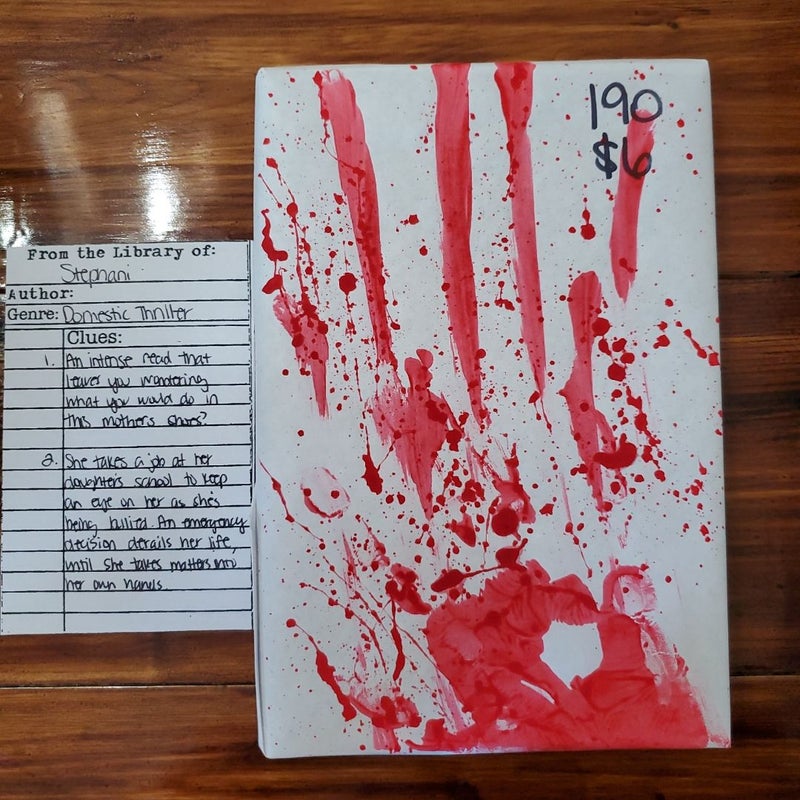 From the Library of:
Stephani
Author:
Genre: Domestic Thriller
Clues:
1. An intense read that
leaves you wondering
what you would do in
this mother's shoes?
2. She takes a job at her
daughter's school to keep
an eye on her as she's
being bullied. An emergency
decision derails her life,
until she takes matters into
her own hands.
190
$6